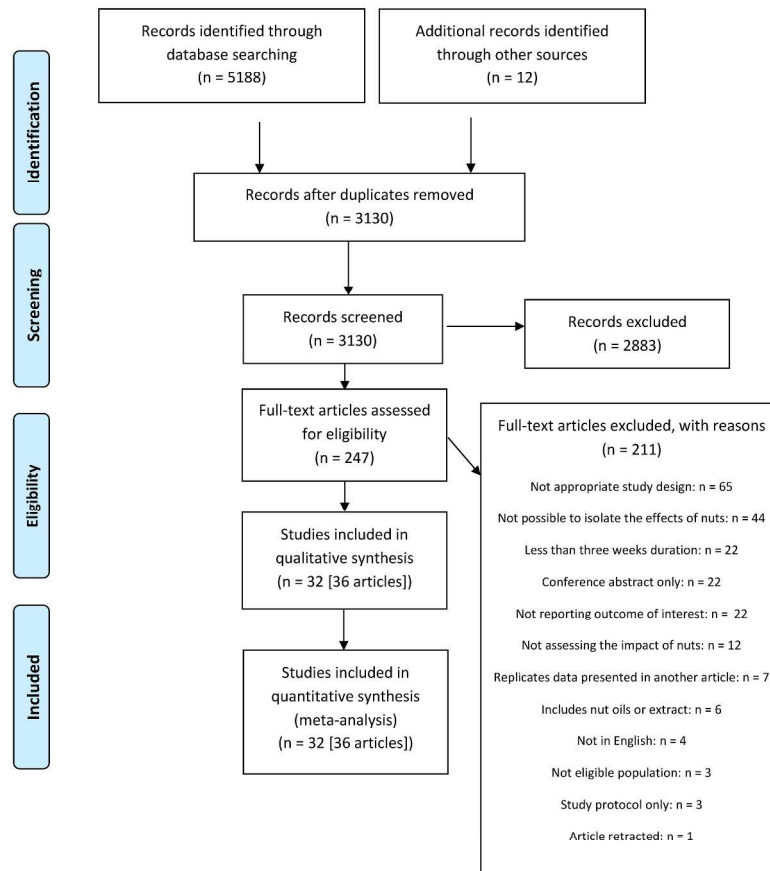 Identification
Records identified through
database searching
(n = 5188)
Additional records identified
through other sources
(n = 12)
Records after duplicates removed
(n = 3130)
Screening
Records screened
(n = 3130)
Records excluded
(n = 2883)
Eligibility
Full-text articles assessed
for eligibility
(n = 247)
Full-text articles excluded, with reasons
(n = 211)
Not appropriate study design: n = 65
Not possible to isolate the effects of nuts: n = 44
Less than three weeks duration: n = 22
Conference abstract only: n = 22
Not reporting outcome of interest: n = 22
Not assessing the impact of nuts: n = 12
Replicates data presented in another article: n = 7
Includes nut oils or extract: n = 6
Not in English: n = 4
Not eligible population: n = 3
Study protocol only: n = 3
Article retracted: n = 1
Studies included in
qualitative synthesis
(n = 32 [36 articles])
Included
Studies included in
quantitative synthesis
(meta-analysis)
(n = 32 [36 articles])